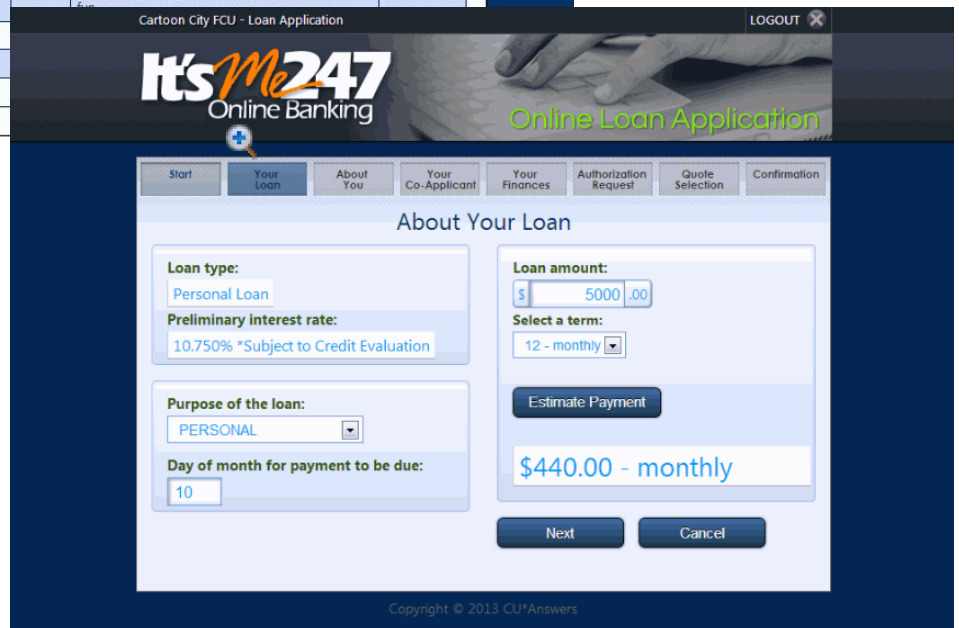 fun
Cartoon City FCU - Loan Application
LOGOUT
It's Me 247
Online Banking
Online Loan Application
Start
Your
Loan
About
You
Your
Co-Applicant
Your
Finances
Authorization
Request
Quote
Selection
Confirmation
About Your Loan
Loan type:
Personal Loan
Preliminary interest rate:
10.750% *Subject to Credit Evaluation
Purpose of the loan:
PERSONAL
Day of month for payment to be due:
10
Loan amount:
$ 5000 .00
Select a term:
12 - monthly
Estimate Payment
$440.00 - monthly
Next
Cancel
Copyright © 2013 CU*Answers